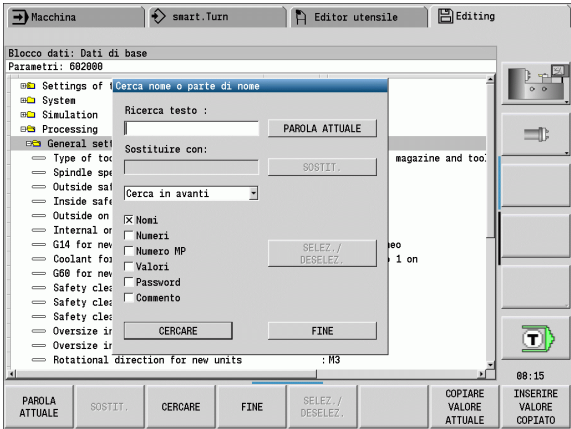 Macchina
smart.Turn
Editor utensile
Editing
Blocco dati: Dati di base
Parametri: 602000
Settings of
System
Simulation
Processing
General sett
Type of too
magazine and tool
Spindle spe
Outside saf
Inside safe
Outside on
Internal on
G14 for new
neo
Coolant for
1 on
G60 for new
Safety clea
Safety clea
Safety clea
Oversize in
Oversize in
Rotational direction for new units : M3
Cerca nome o parte di nome
Ricerca testo :
PAROLA ATTUALE
Sostituire con:
SOSTIT.
Cerca in avanti
Nomi
Numeri
Numero MP
Valori
Password
Commento
SELEZ./
DESELEZ.
CERCARE
FINE
T
08:15
PAROLA
ATTUALE
SOSTIT.
CERCARE
FINE
SELEZ./
DESELEZ.
COPIARE
VALORE
ATTUALE
INSERIRE
VALORE
COPIATO